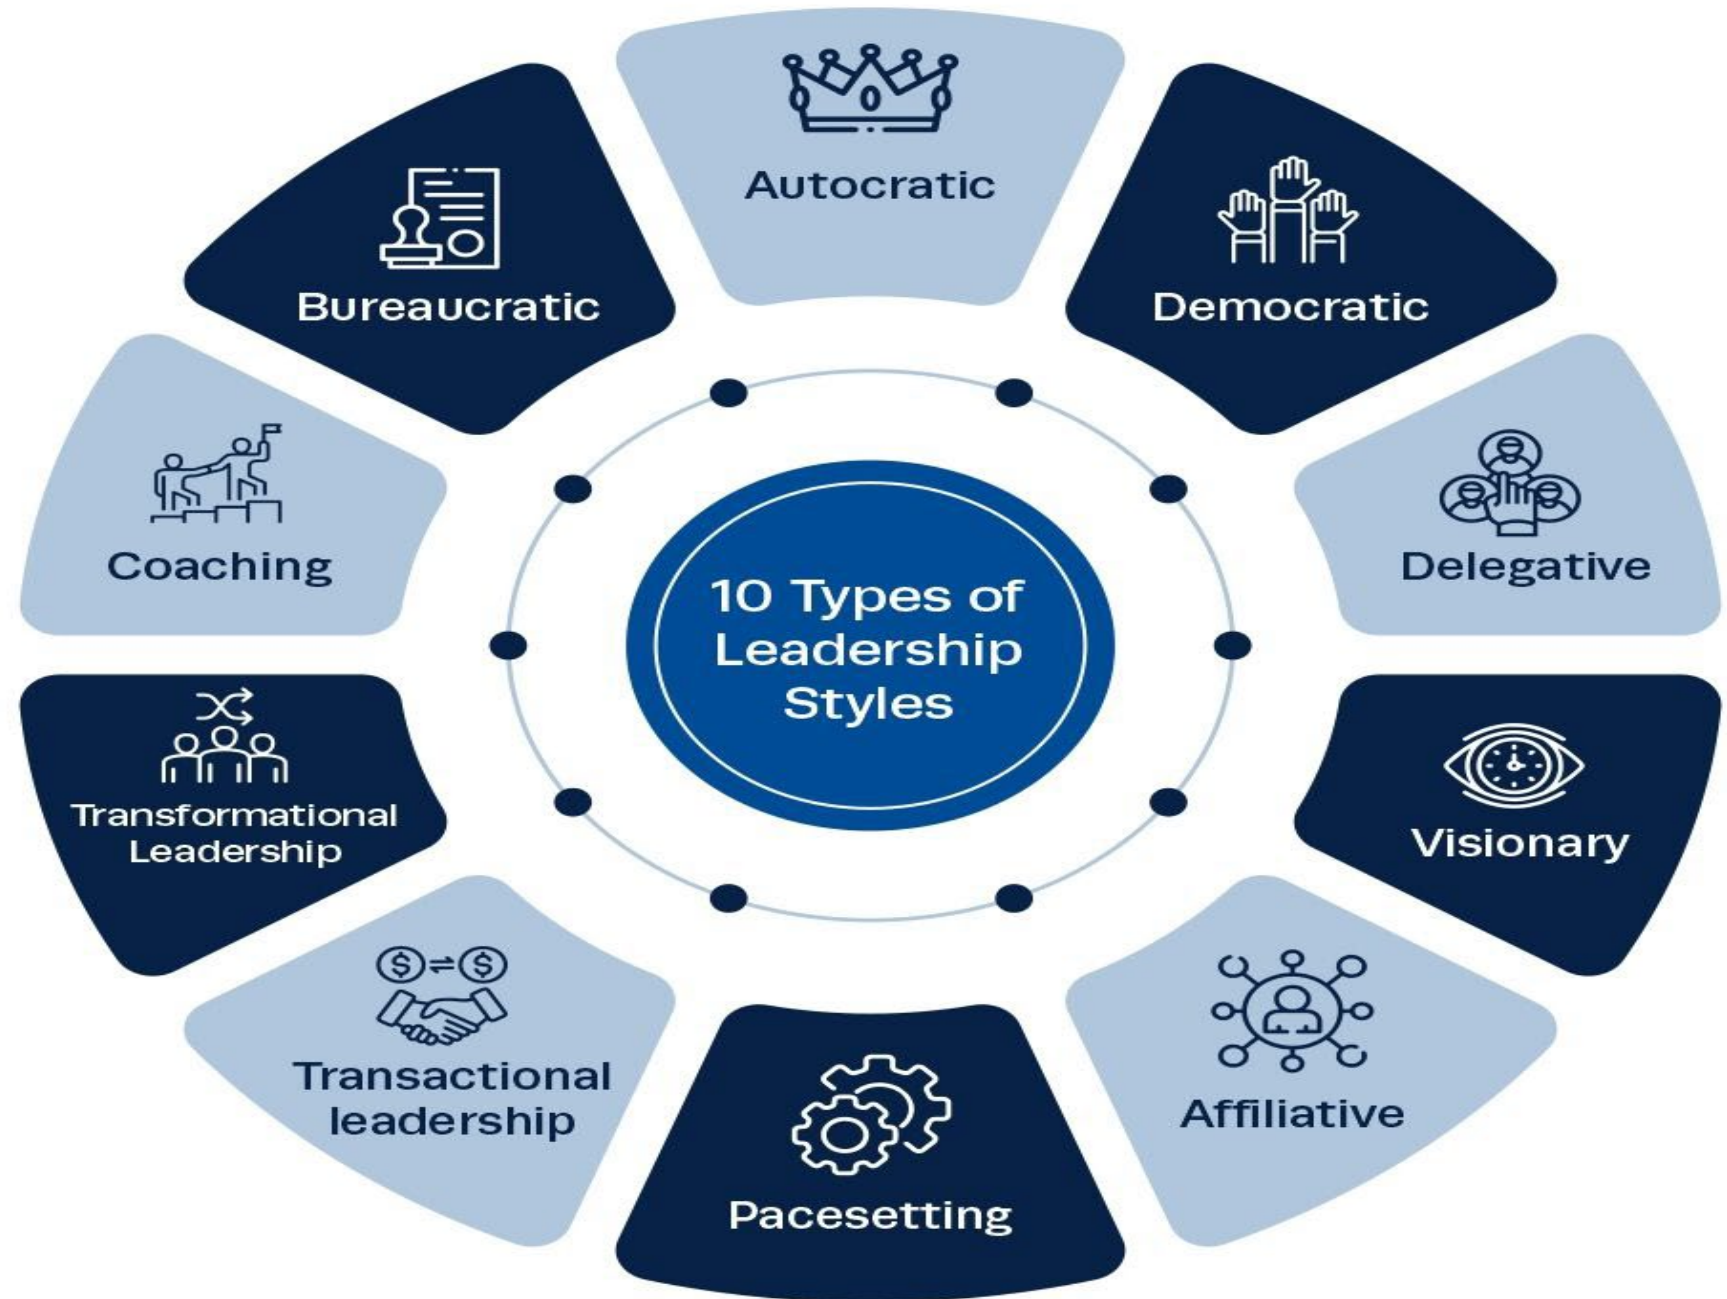 Autocratic
Democratic
Delegative
Visionary
Affiliative
Pacesetting
Transactional
leadership
Transformational
Leadership
Coaching
Bureaucratic
10 Types of
Leadership
Styles